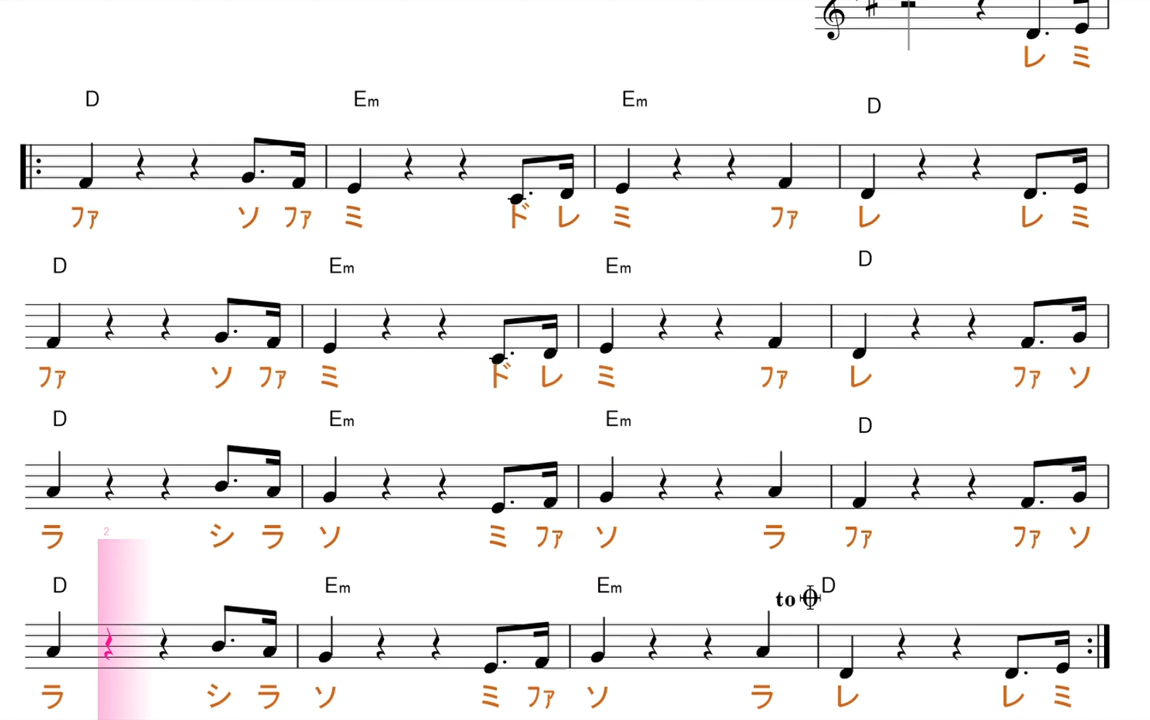 レ ミ
D Em Em D
ファ ソ ファ ミ ド レ ミ ファ レ レ ミ
D Em Em D
ファ ソ ファ ミ ド レ ミ ファ レ ファ ソ
D Em Em D
ラ シ ラ ソ ミ ファ ソ ラ ファ ファ ソ
2
D Em Em to D
ラ シ ラ ソ ミ ファ ソ ラ レ レ ミ